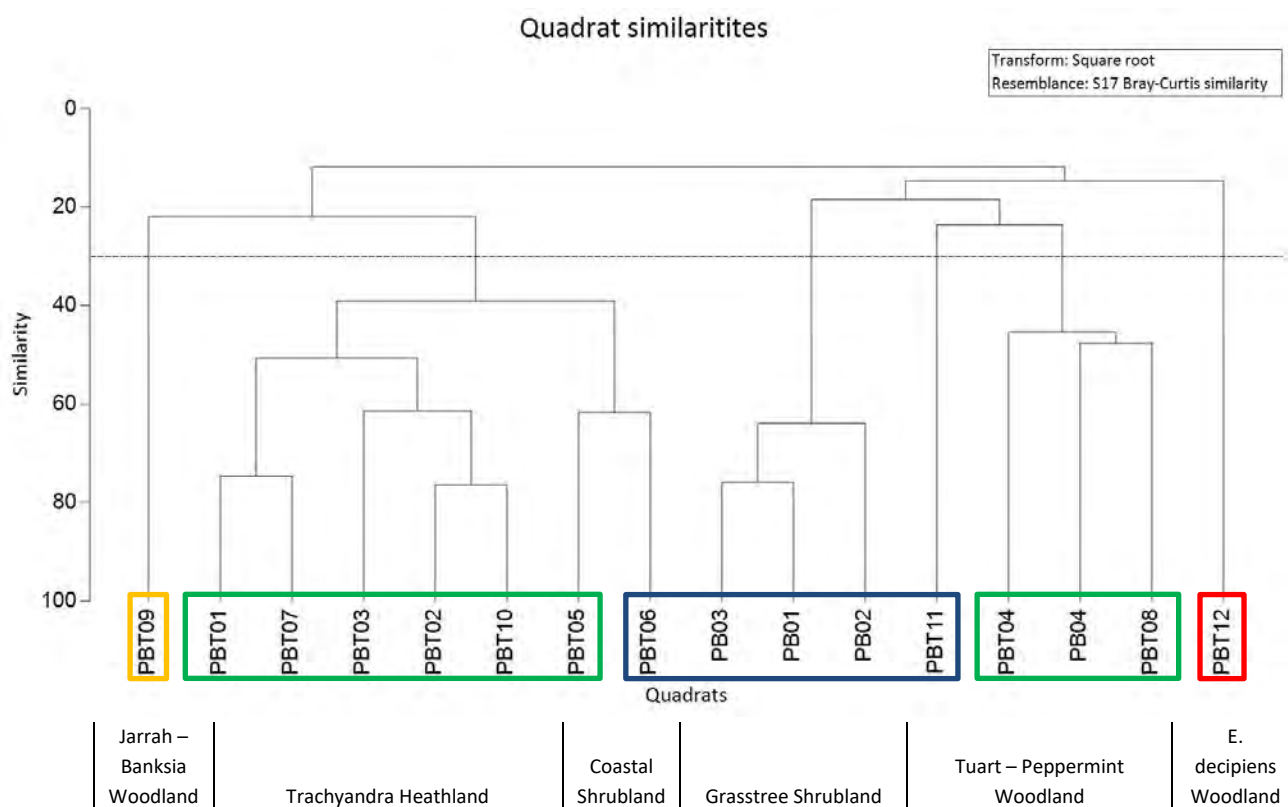 Quadrat similaritites
Transform: Square root
Resemblance: S17 Bray-Curtis similarity
0
20
40
60
80
100
Similarity
PBT09
PBT01
PBT07
PBT03
PBT02
PBT10
PBT05
PBT06
PB03
PB01
PB02
PBT11
PBT04
PB04
PBT08
PBT12
Quadrats
Jarrah –
Banksia
Woodland
Trachyandra Heathland
Coastal
Shrubland
Grasstree Shrubland
Tuart – Peppermint
Woodland
E.
decipiens
Woodland